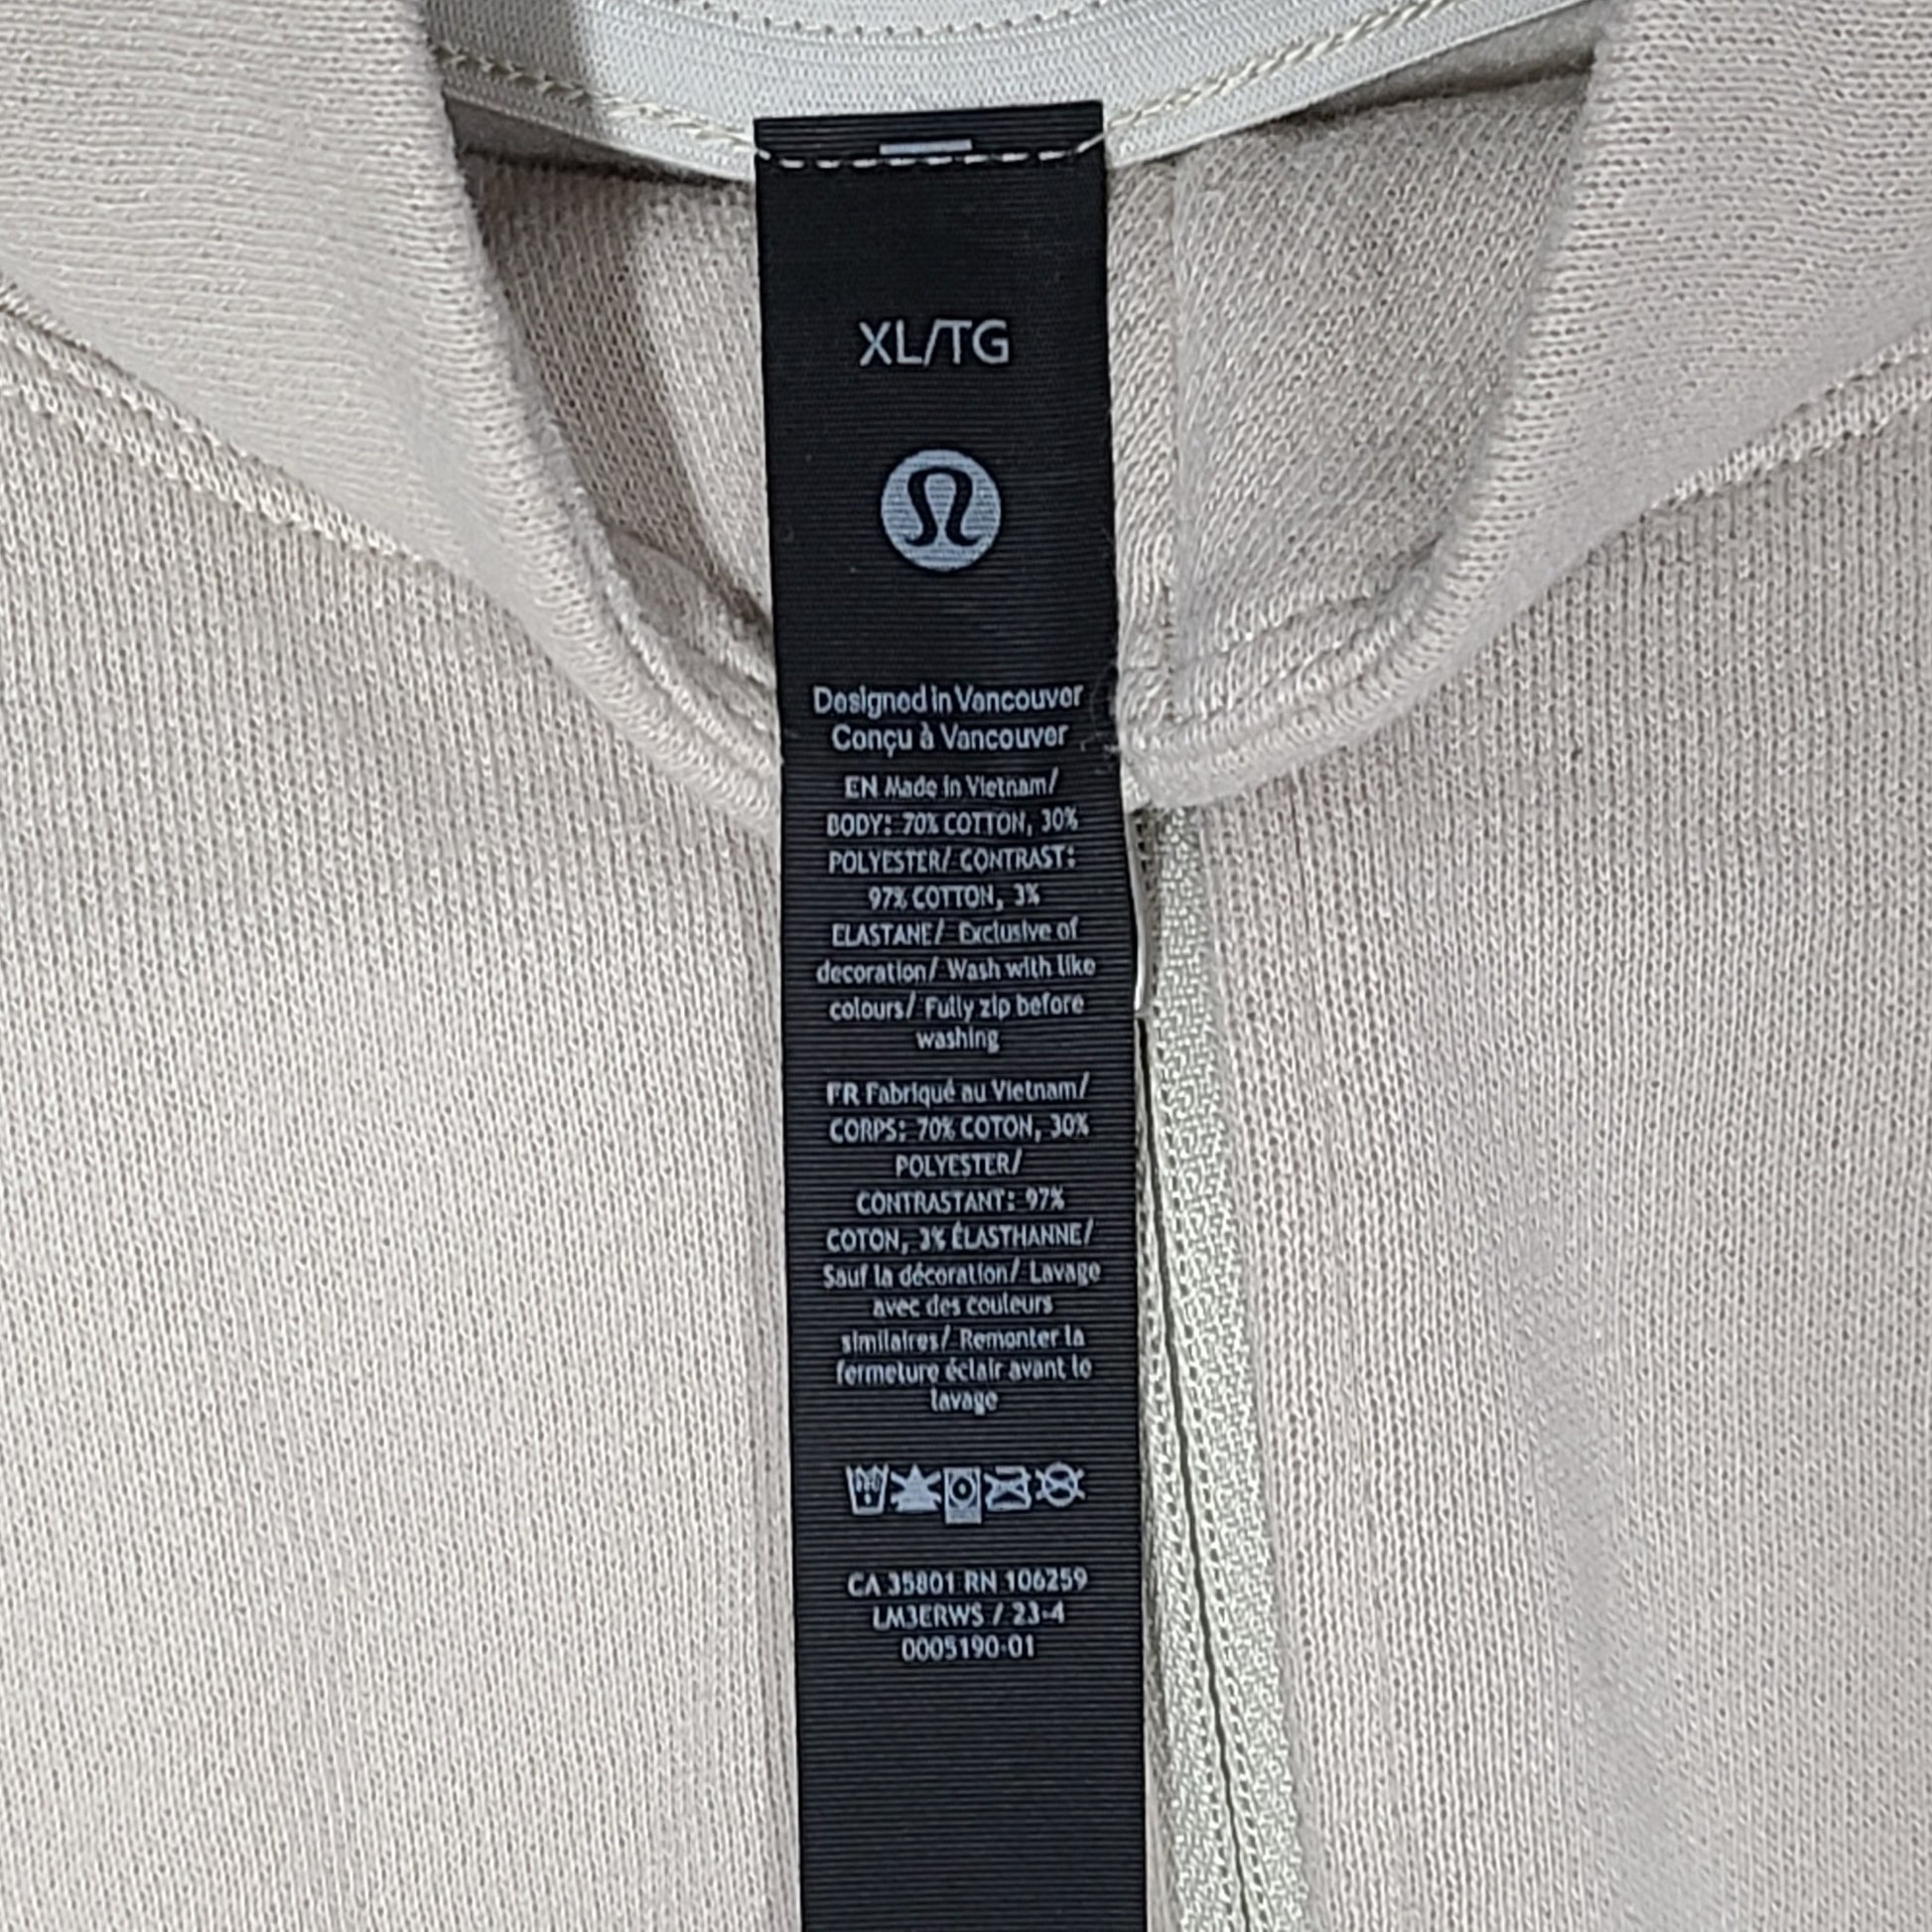 XL/TG
Designed in Vancouver
Conçu à Vancouver
EN Made in Vietnam/
BODY: 70% COTTON, 30%
POLYESTER/ CONTRAST:
97% COTTON, 3%
ELASTANE/ Exclusive of
decoration/ Wash with like
colours/ Fully zip before
washing
FR Fabriqué au Vietnam/
CORPS: 70% COTON, 30%
POLYESTER/
CONTRASTANT: 97%
COTON, 3% ÉLASTHANNE/
Sauf la décoration/ Lavage
avec des couleurs
similaires/ Remonter la
fermeture éclair avant le
lavage
CA 35801 RN 106259
LM3ERWS / 23-4
0005190-01